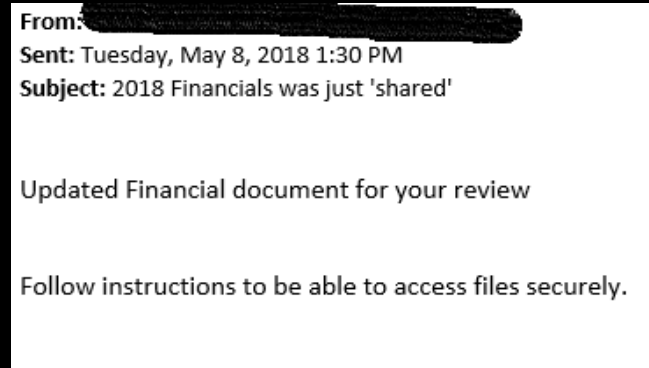 From:
Sent: Tuesday, May 8, 2018 1:30 PM
Subject: 2018 Financials was just 'shared'
Updated Financial document for your review
Follow instructions to be able to access files securely.